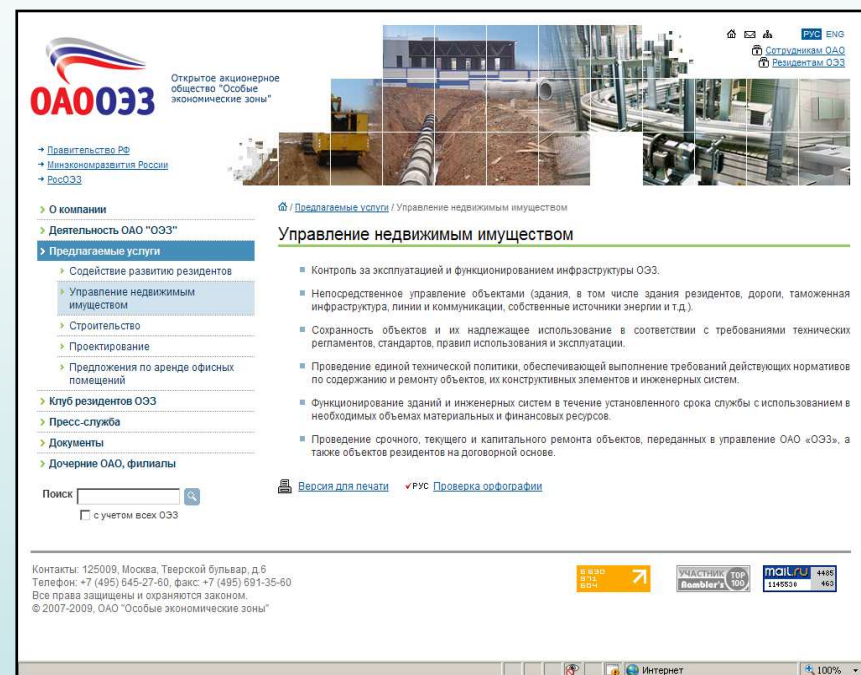 РУС ENG
Сотрудникам ОАО
Резидентам ОЭЗ
ОАООЭЗ
Открытое акционерное
общество "Особые
экономические зоны"
Правительство РФ
Минэкономразвития России
РосОЭЗ
О компании
Деятельность ОАО "ОЭЗ"
Предлагаемые услуги
Содействие развитию резидентов
Управление недвижимым
имуществом
Строительство
Проектирование
Предложения по аренде офисных
помещений
Клуб резидентов ОЭЗ
Пресс-служба
Документы
Дочерние ОАО, филиалы
Поиск
с учетом всех ОЭЗ
/ Предлагаемые услуги / Управление недвижимым имуществом
Управление недвижимым имуществом
Контроль за эксплуатацией и функционированием инфраструктуры ОЭЗ.
Непосредственное управление объектами (здания, в том числе здания резидентов, дороги, таможенная
инфраструктура, линии и коммуникации, собственные источники энергии и т.д.).
Сохранность объектов и их надлежащее использование в соответствии с требованиями технических
регламентов, стандартов, правил использования и эксплуатации.
Проведение единой технической политики, обеспечивающей выполнение требований действующих нормативов
по содержанию и ремонту объектов, их конструктивных элементов и инженерных систем.
Функционирование зданий и инженерных систем в течение установленного срока службы с использованием в
необходимых объемах материальных и финансовых ресурсов.
Проведение срочного, текущего и капитального ремонта объектов, переданных в управление ОАО «ОЭЗ», а
также объектов резидентов на договорной основе.
Версия для печати РУС Проверка орфографии
Контакты: 125009, Москва, Тверской бульвар, д.6
Телефон: +7 (495) 645-27-60, факс: +7 (495) 691-35-60
Все права защищены и охраняются законом.
© 2007-2009, ОАО "Особые экономические зоны"
УЧАСТНИК TOP
Rambler's 100
mail.ru 4485
1145530 463
Интернет 100%